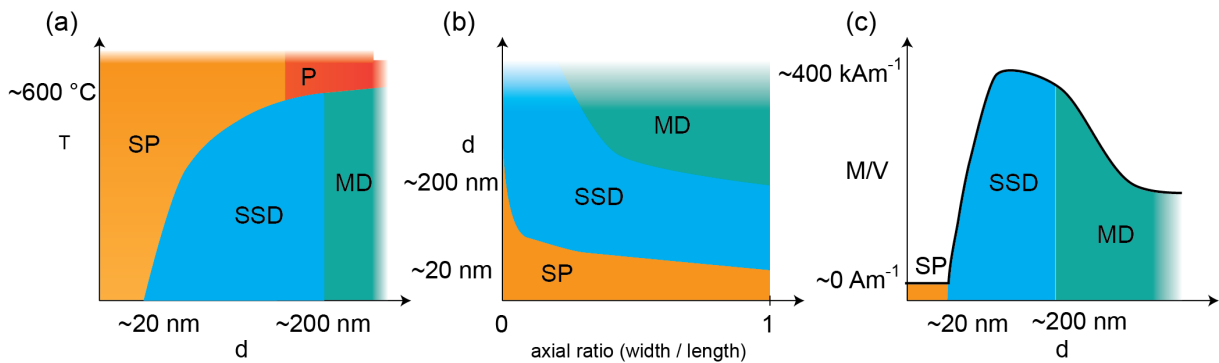 (a)
~600 °C
T
P
SP
SSD
MD
~20 nm
~200 nm
d
(b)
d
~200 nm
~20 nm
MD
SSD
SP
0
1
axial ratio (width / length)
(c)
~400 kAm⁻¹
M/V
~0 Am⁻¹
SP
SSD
MD
~20 nm
~200 nm
d